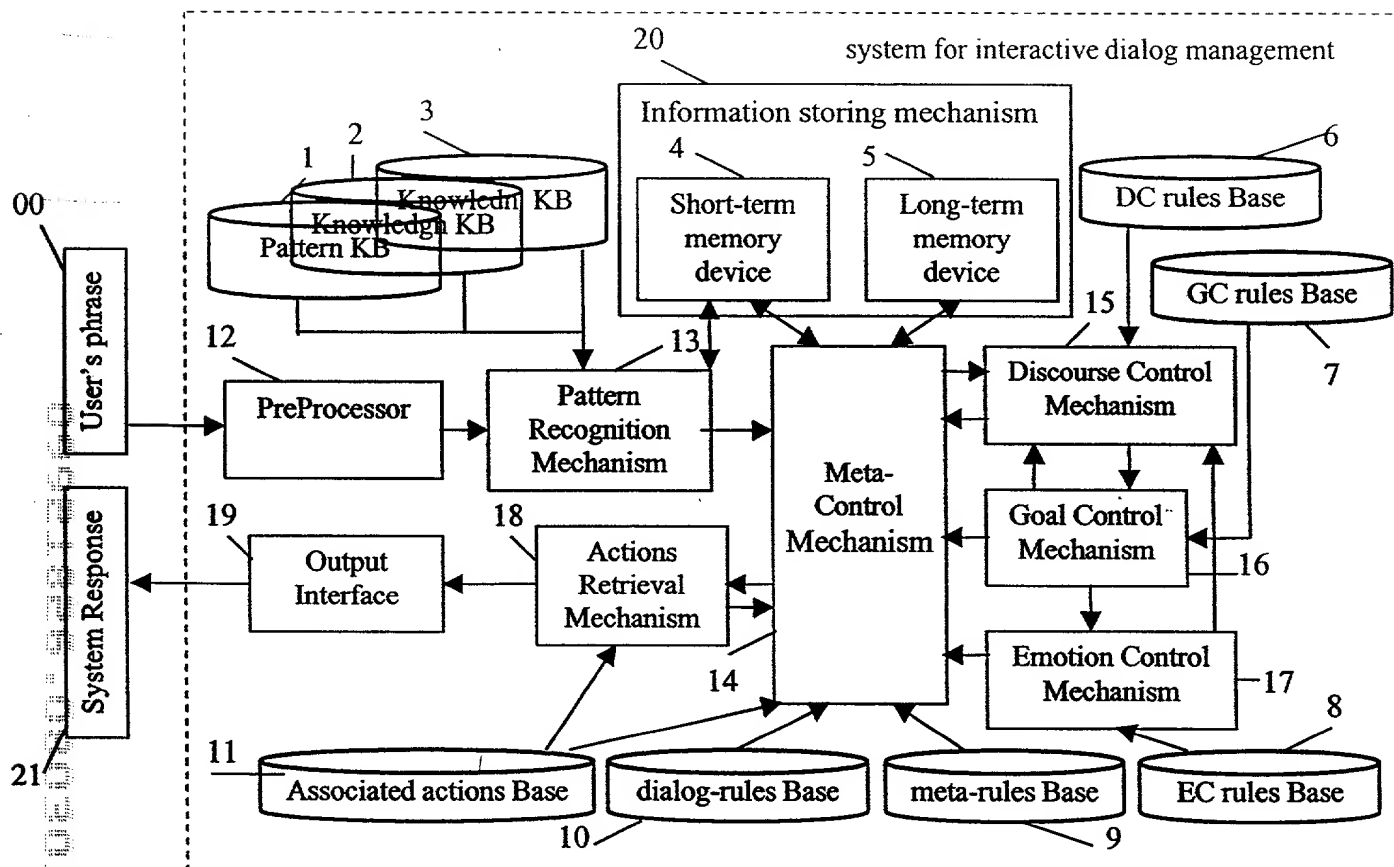 20
system for interactive dialog management
Information storing mechanism
3
2
1
4
5
6
Knowledn KB
Knowledgn KB
Pattern KB
Short-term
memory
device
Long-term
memory
device
DC rules Base
GC rules Base
7
00
User's phrase
12
PreProcessor
13
Pattern
Recognition
Mechanism
15
Discourse Control
Mechanism
Meta-
Control
Mechanism
14
Goal Control
Mechanism
16
System Response
21
19
Output
Interface
18
Actions
Retrieval
Mechanism
Emotion Control
Mechanism
17
8
11
Associated actions Base
dialog-rules Base
10
meta-rules Base
9
EC rules Base